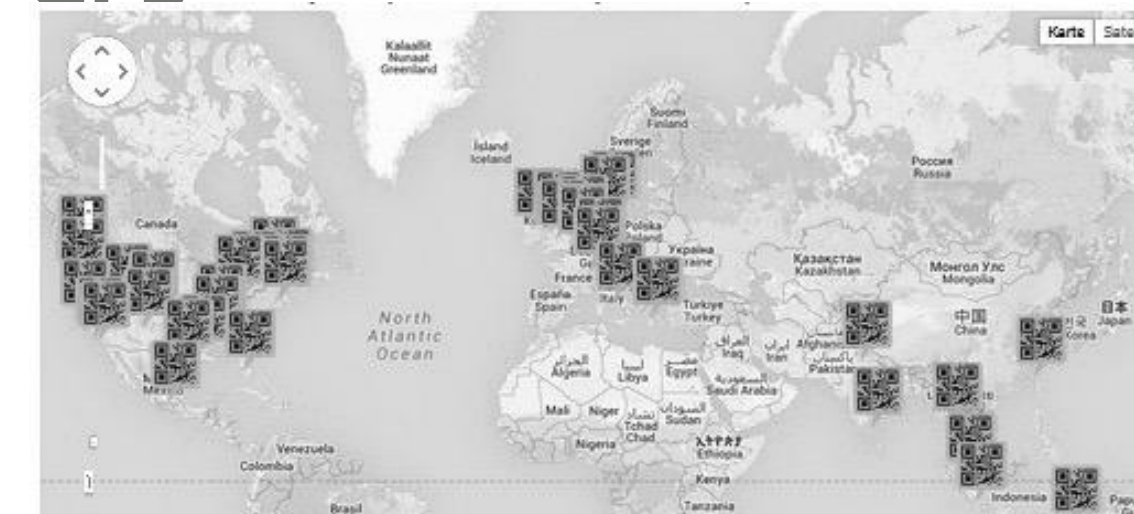 Karte
Kalaallit
Nunaat
Greenland
Suomi
Finland
Ísland
Iceland
Sverige
Россия
Russia
Canada
Polska
Україна
raine
Қазақстан
Kazakhstan
Монгол Улс
Mongolia
France
España
Spain
Italy
Türkiye
Turkey
North
Atlantic
Ocean
中国
China
日本
Japan
Korea
العراق
Iraq
ایران
Iran
Afghan
پاکستان
Pakistan
الجزائر
Algeria
ليبيا
Libya
مصر
Egypt
السعودية
Saudi Arabia
Mali
Niger
تشاد
Tchad
Chad
السودان
Sudan
Nigeria
ኢትዮጵያ
Ethiopia
Venezuela
Colombia
Kenya
Indonesia
Brasil
Tanzania